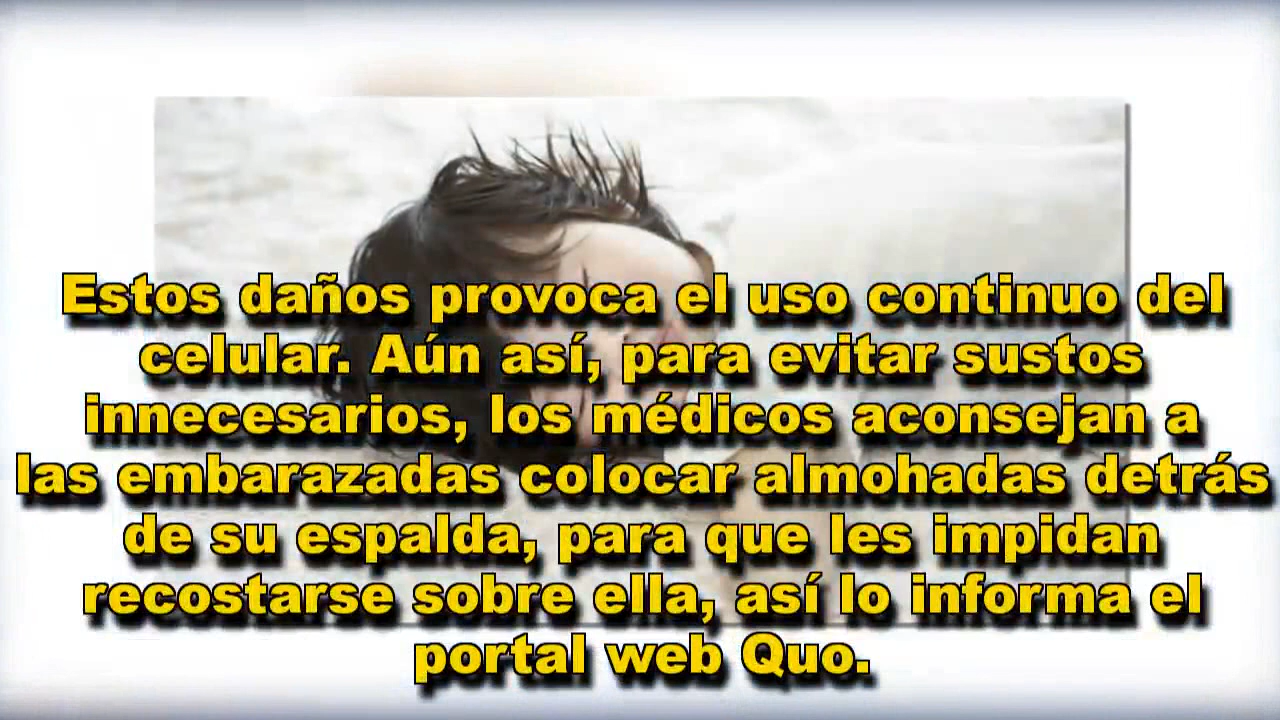 Estos daños provoca el uso continuo del
celular. Aún así, para evitar sustos
innecesarios, los médicos aconsejan a
las embarazadas colocar almohadas detrás
de su espalda, para que les impidan
recostarse sobre ella, así lo informa el
portal web Quo.